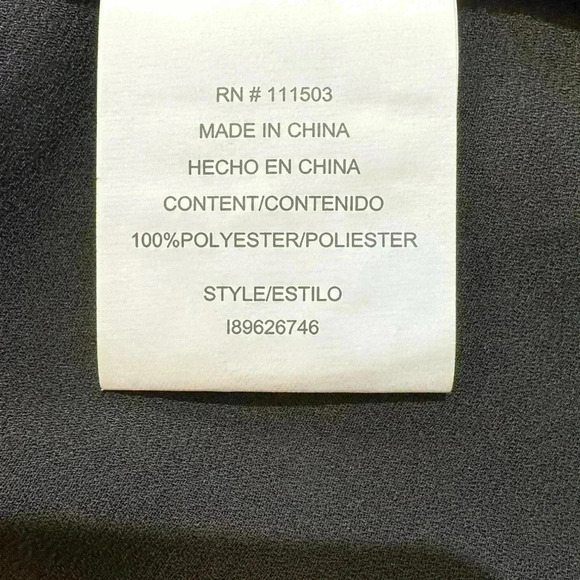 RN # 111503
MADE IN CHINA
HECHO EN CHINA
CONTENT/CONTENIDO
100%POLYESTER/POLIESTER
STYLE/ESTILO
I89626746